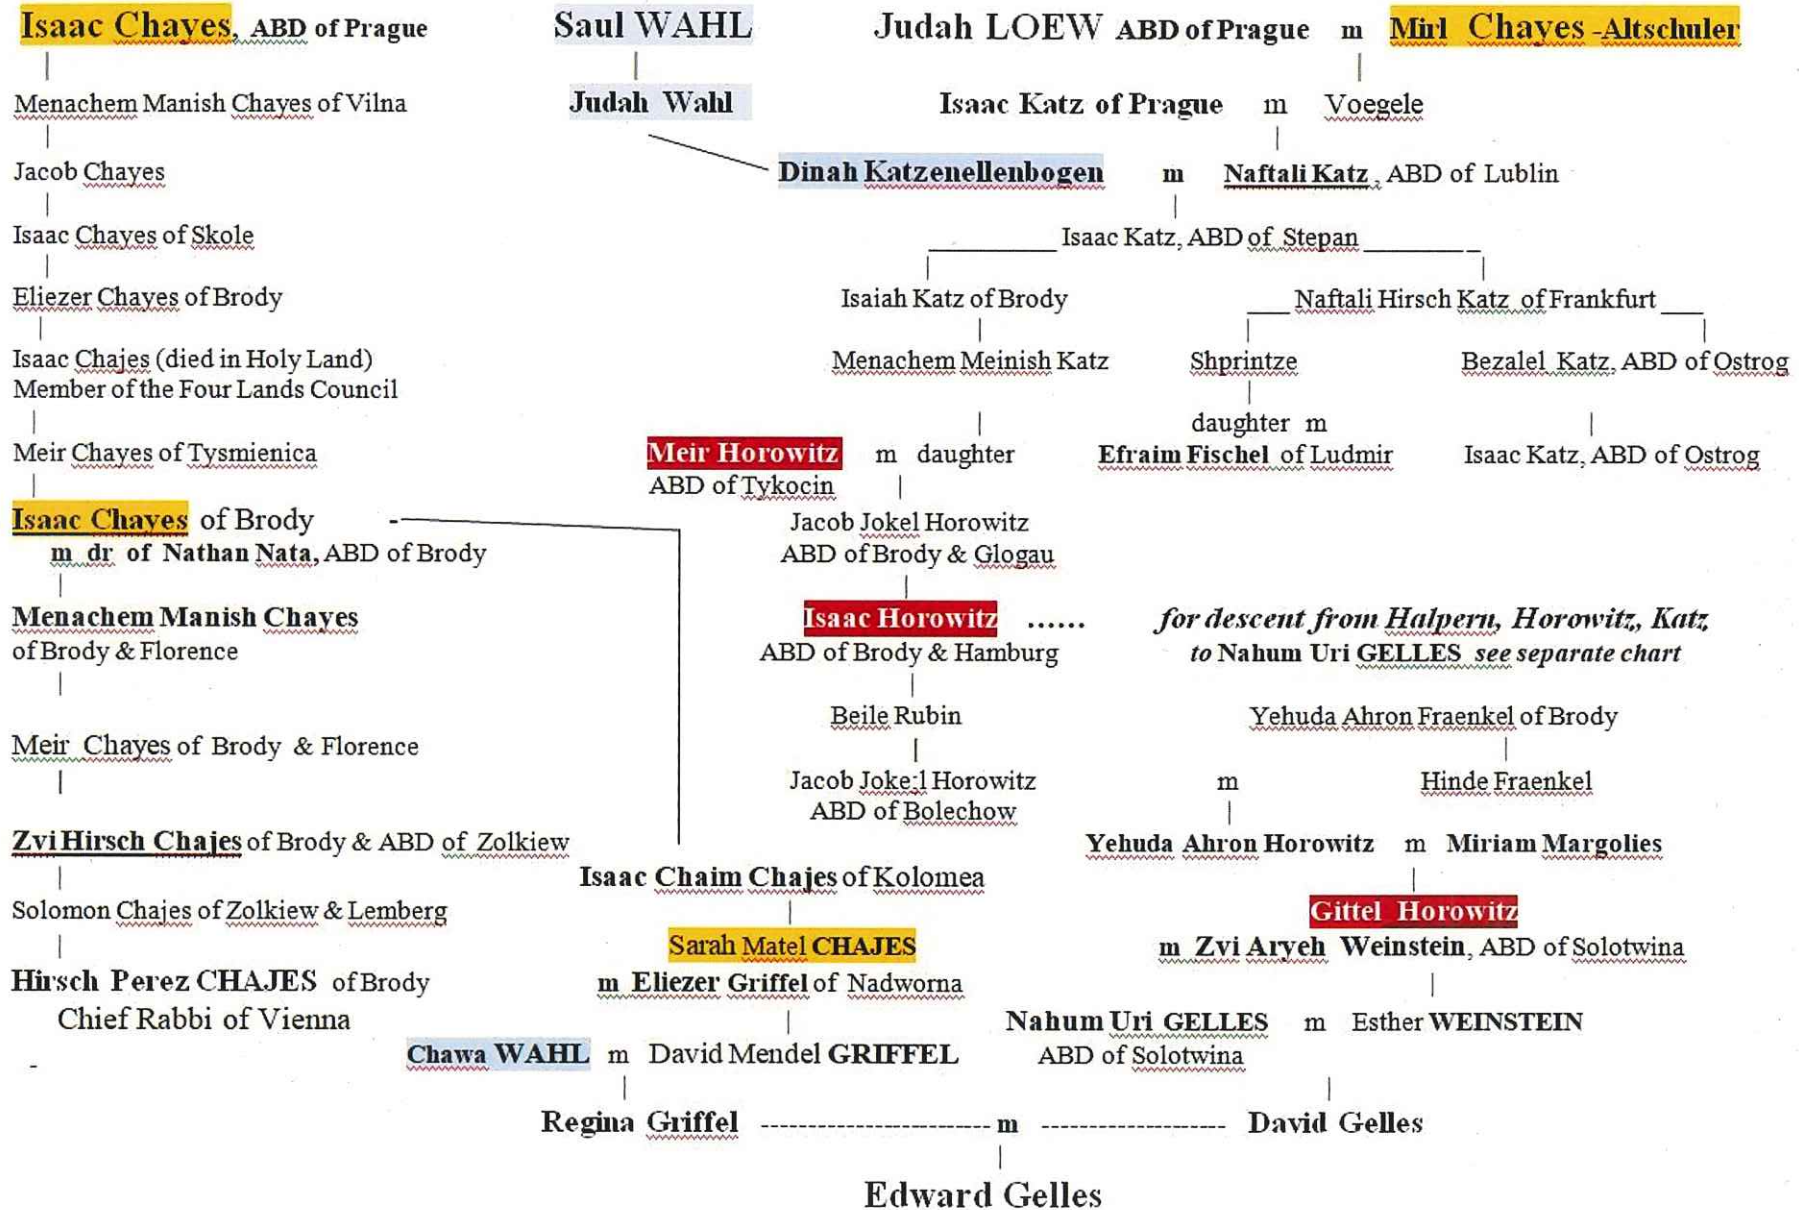 Isaac Chayes, ABD of Prague
Saul WAHL
Judah LOEW ABD of Prague m Mirl Chayes -Altschuler
Menachem Manish Chayes of Vilna
Judah Wahl
Isaac Katz of Prague m Voegele
Jacob Chayes
Dinah Katzenellenbogen m Naftali Katz, ABD of Lublin
Isaac Chayes of Skole
Isaac Katz, ABD of Stepan
Eliezer Chayes of Brody
Isaiah Katz of Brody
Naftali Hirsch Katz of Frankfurt
Isaac Chajes (died in Holy Land)
Member of the Four Lands Council
Menachem Meinish Katz
Shprintze
Bezalel Katz, ABD of Ostrog
daughter m
Meir Chayes of Tysmienica
Meir Horowitz m daughter
ABD of Tykocin
Efraim Fischel of Ludmir
Isaac Katz, ABD of Ostrog
Isaac Chayes of Brody -
m dr of Nathan Nata, ABD of Brody
Jacob Jokel Horowitz
ABD of Brody & Glogau
Menachem Manish Chayes
of Brody & Florence
Isaac Horowitz ......
ABD of Brody & Hamburg
for descent from Halpern, Horowitz, Katz
to Nahum Uri GELLES see separate chart
Beile Rubin
Yehuda Ahron Fraenkel of Brody
Meir Chayes of Brody & Florence
Jacob Joke;l Horowitz
ABD of Bolechow
m Hinde Fraenkel
Zvi Hirsch Chajes of Brody & ABD of Zolkiew
Yehuda Ahron Horowitz m Miriam Margolies
Isaac Chaim Chajes of Kolomea
Solomon Chajes of Zolkiew & Lemberg
Gittel Horowitz
m Zvi Aryeh Weinstein, ABD of Solotwina
Sarah Matel CHAJES
m Eliezer Griffel of Nadworna
Hirsch Perez CHAJES of Brody
Chief Rabbi of Vienna
Nahum Uri GELLES m Esther WEINSTEIN
ABD of Solotwina
Chawa WAHL m David Mendel GRIFFEL
Regina Griffel ---------------------- m ----------------- David Gelles
Edward Gelles